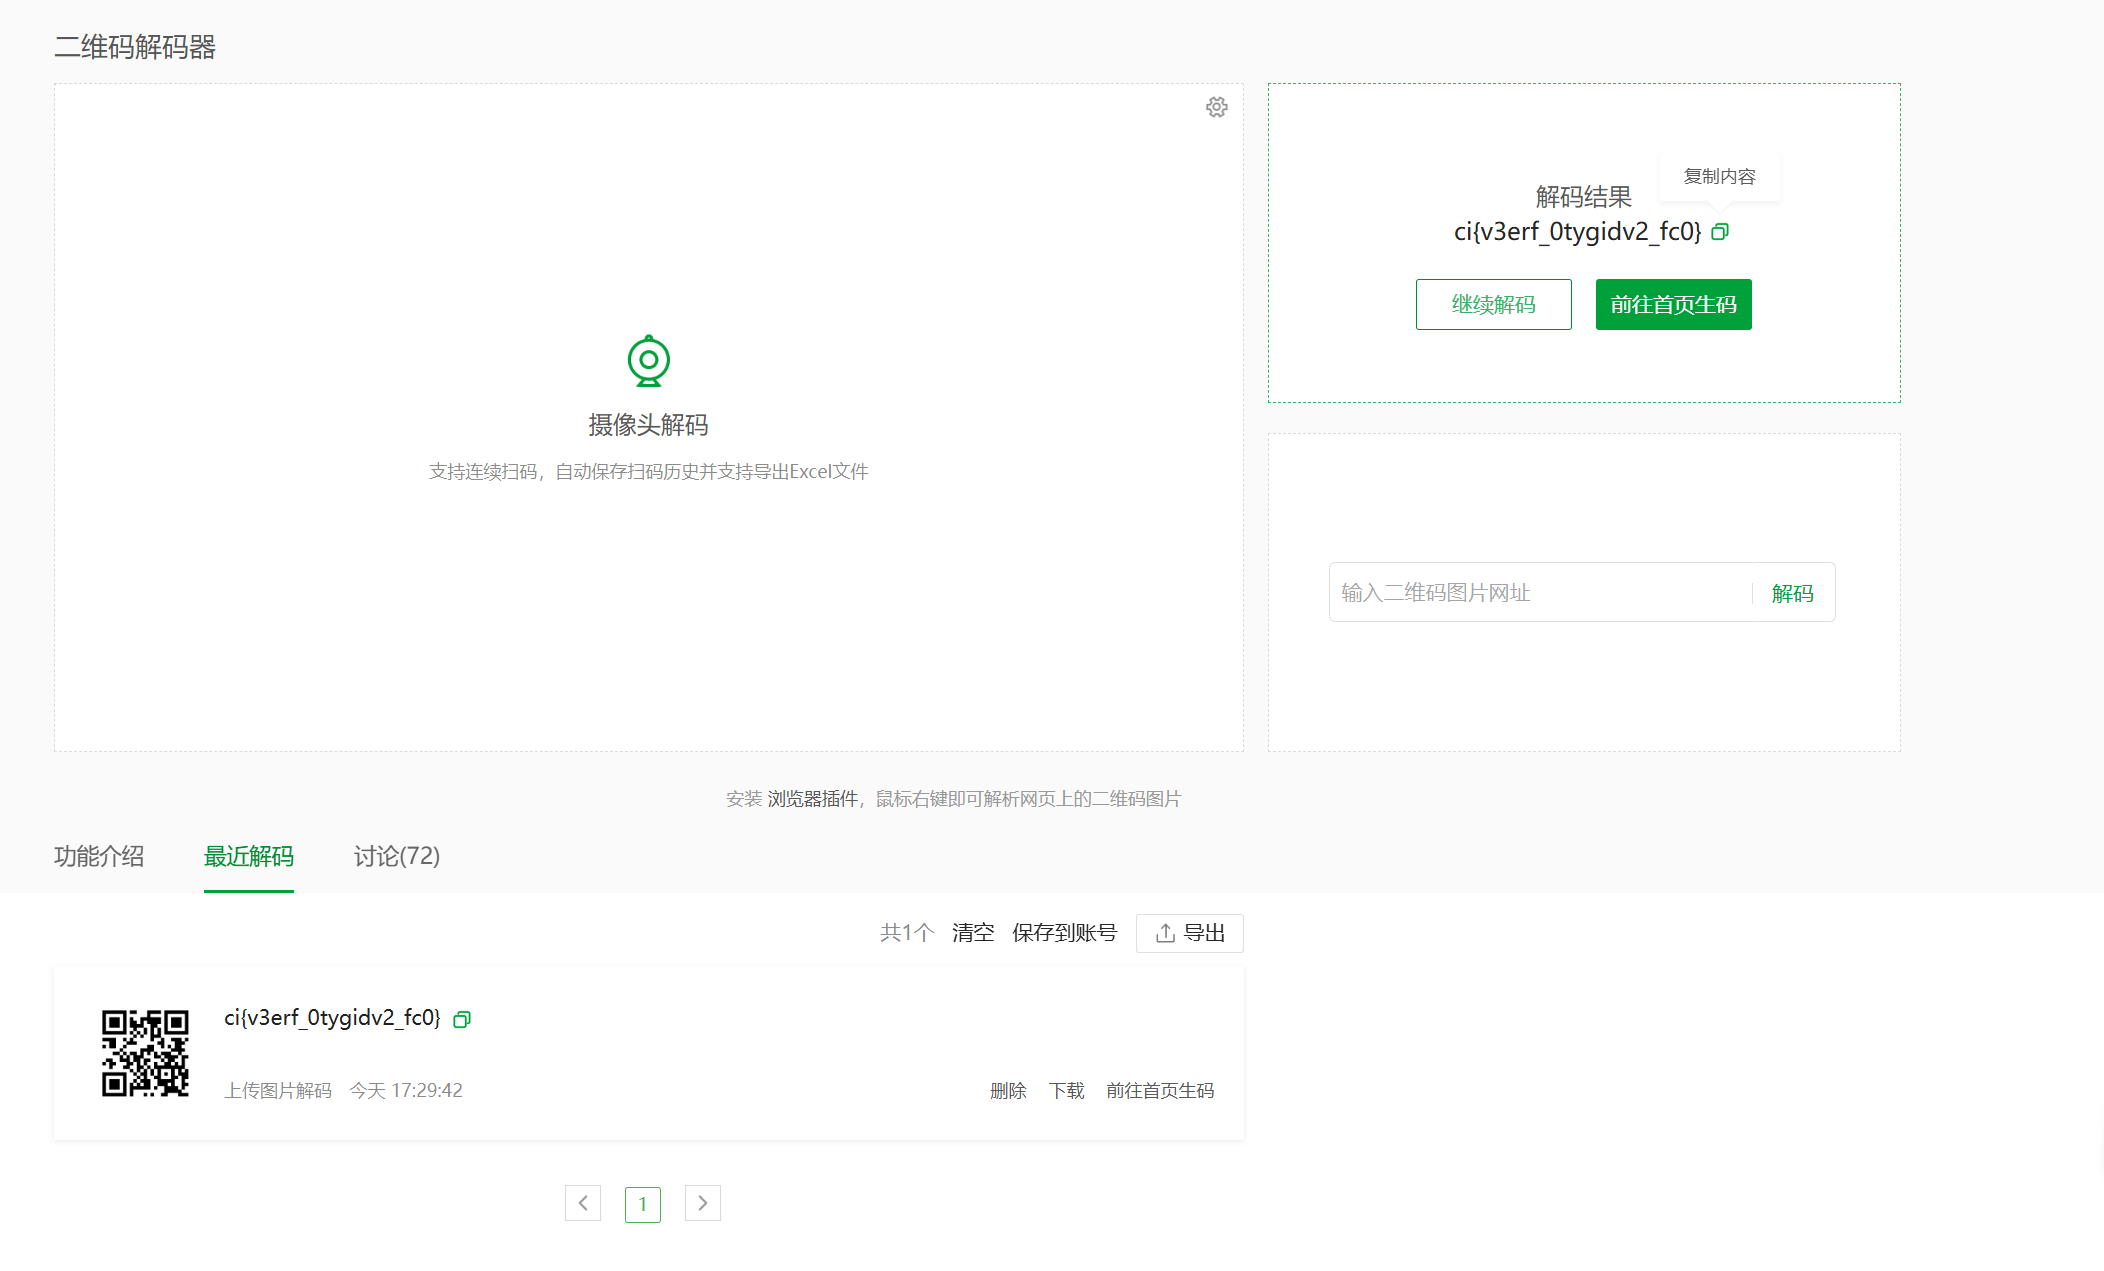 二维码解码器
复制内容
解码结果
ci{v3erf_0tygidv2_fc0}
继续解码 前往首页生码
摄像头解码
支持连续扫码，自动保存扫码历史并支持导出Excel文件
输入二维码图片网址 解码
安装 浏览器插件，鼠标右键即可解析网页上的二维码图片
功能介绍 最近解码 讨论(72)
共1个 清空 保存到账号 导出
ci{v3erf_0tygidv2_fc0}
上传图片解码 今天 17:29:42 删除 下载 前往首页生码
1